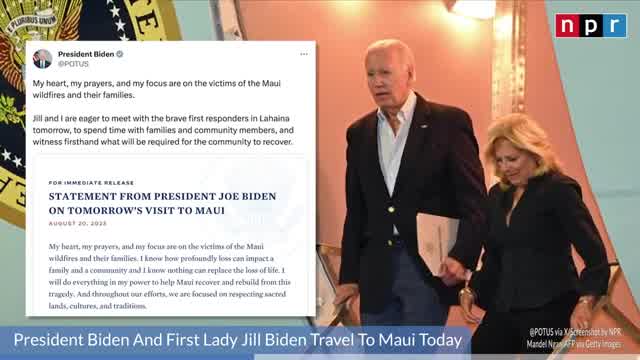 E PLURIBUS UNUM
npr
President Biden
@POTUS
My heart, my prayers, and my focus are on the victims of the Maui
wildfires and their families.
Jill and I are eager to meet with the brave first responders in Lahaina
tomorrow, to spend time with families and community members, and
witness firsthand what will be required for the community to recover.
FOR IMMEDIATE RELEASE
STATEMENT FROM PRESIDENT JOE BIDEN
ON TOMORROW'S VISIT TO MAUI
AUGUST 20, 2023
My heart, my prayers, and my focus are on the victims of the Maui
wildfires and their families. I know how profoundly loss can impact a
family and a community and I know nothing can replace the loss of life. I
will do everything in my power to help Maui recover and rebuild from this
tragedy. And throughout our efforts, we are focused on respecting sacred
lands, cultures, and traditions.
@POTUS via X/Screenshot by NPR
Mandel Ngan/AFP via Getty Images
President Biden And First Lady Jill Biden Travel To Maui Today